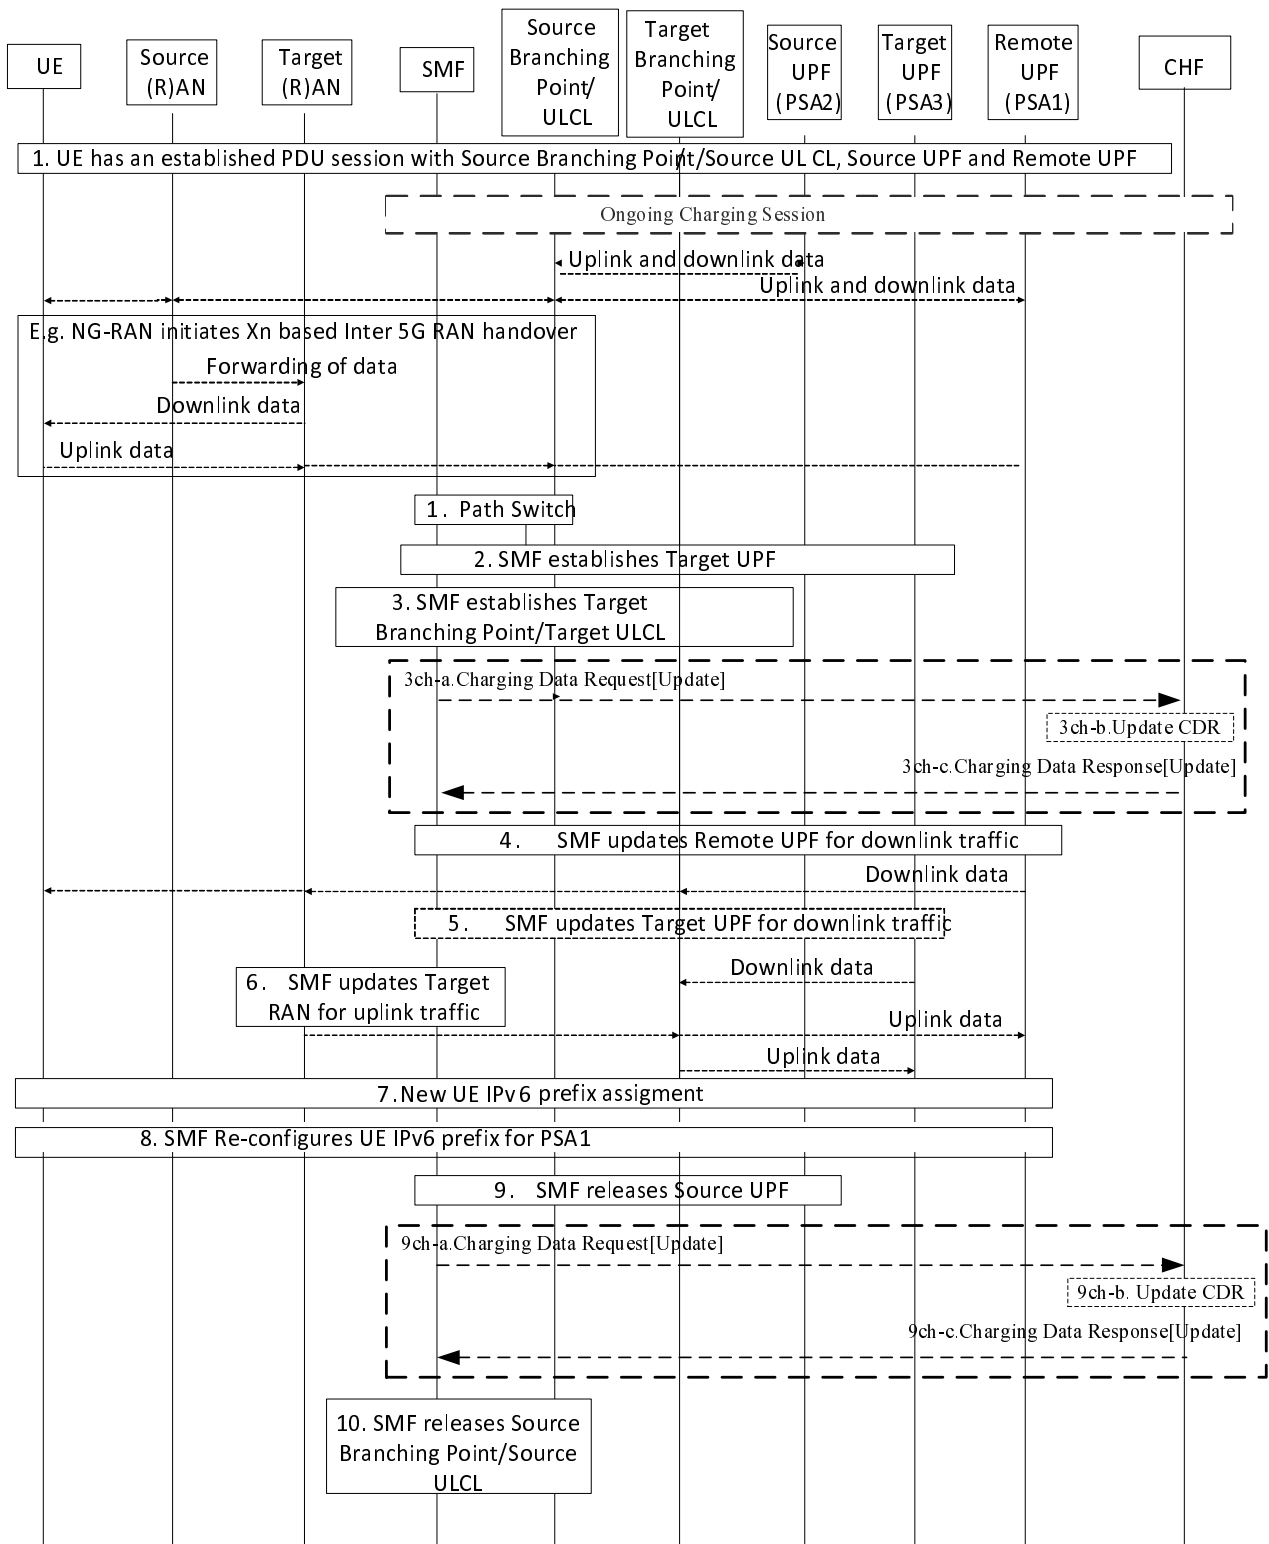 UE
Source
(R)AN
Target
(R)AN
SMF
Source
Branching
Point/
ULCL
Target
Branching
Point/
ULCL
Source
UPF
(PSA2)
Target
UPF
(PSA3)
Remote
UPF
(PSA1)
CHF
1. UE has an established PDU session with Source Branching Point/Source UL CL, Source UPF and Remote UPF
Ongoing Charging Session
Uplink and downlink data
Uplink and downlink data
E.g. NG-RAN initiates Xn based Inter 5G RAN handover
Forwarding of data
Downlink data
Uplink data
1. Path Switch
2. SMF establishes Target UPF
3. SMF establishes Target
Branching Point/Target ULCL
3ch-a.Charging Data Request[Update]
3ch-b.Update CDR
3ch-c.Charging Data Response[Update]
4. SMF updates Remote UPF for downlink traffic
Downlink data
5. SMF updates Target UPF for downlink traffic
Downlink data
6. SMF updates Target
RAN for uplink traffic
Uplink data
Uplink data
7.New UE IPv6 prefix assigment
8. SMF Re-configures UE IPv6 prefix for PSA1
9. SMF releases Source UPF
9ch-a.Charging Data Request[Update]
9ch-b. Update CDR
9ch-c.Charging Data Response[Update]
10. SMF releases Source
Branching Point/Source
ULCL